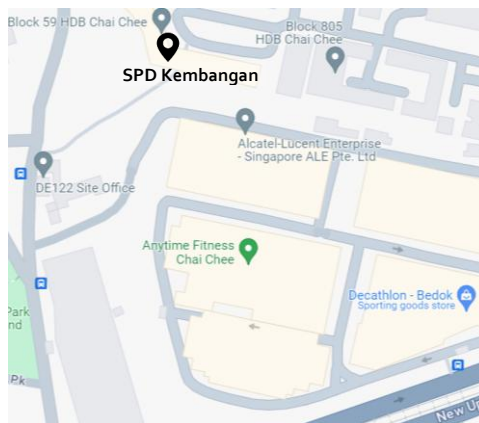 Block 59 HDB Chai Chee
Block 805
HDB Chai Chee
SPD Kembangan
Alcatel-Lucent Enterprise
- Singapore ALE Pte. Ltd
DE122 Site Office
Anytime Fitness
Chai Chee
Decathlon - Bedok
Sporting goods store
Park
nd
Pk
New Up